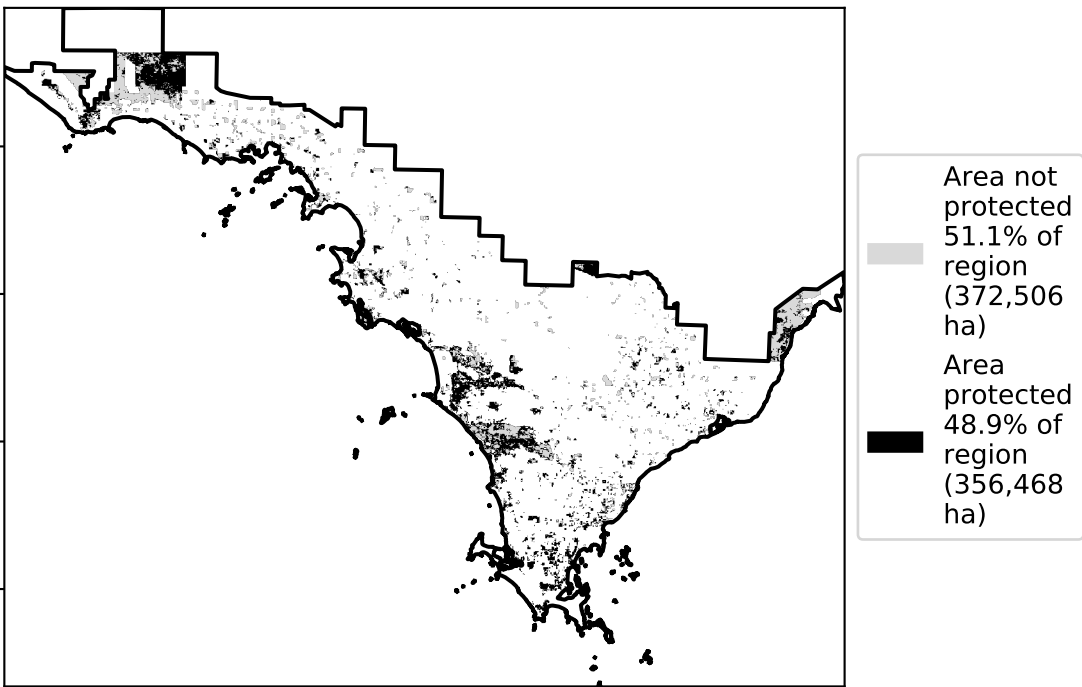 Area not
protected
51.1% of
region
(372,506
ha)
Area
protected
48.9% of
region
(356,468
ha)